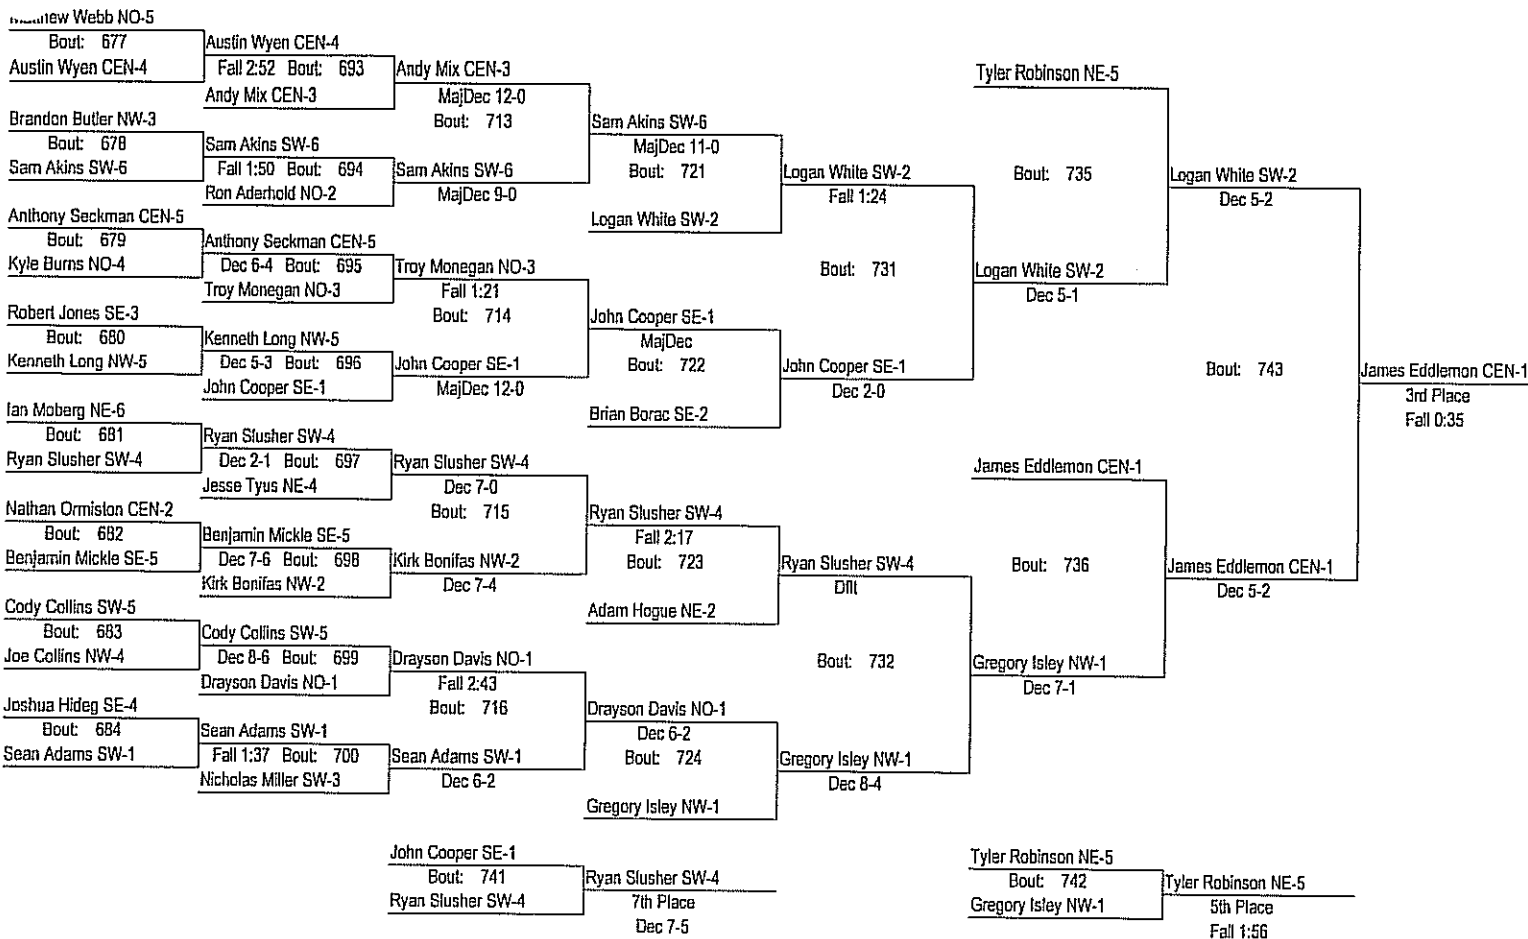 Webb NO-5
Bout: 677
Austin Wyen CEN-4
Brandon Butler NW-3
Bout: 678
Sam Akins SW-6
Anthony Seckman CEN-5
Bout: 679
Kyle Burns NO-4
Robert Jones SE-3
Bout: 680
Kenneth Long NW-5
Ian Moberg NE-6
Bout: 681
Ryan Slusher SW-4
Nathan Ormiston CEN-2
Bout: 682
Benjamin Mickle SE-5
Cody Collins SW-5
Bout: 683
Joe Collins NW-4
Joshua Hideg SE-4
Bout: 684
Sean Adams SW-1
Austin Wyen CEN-4
Fall 2:52 Bout: 693
Andy Mix CEN-3
Sam Akins SW-6
Fall 1:50 Bout: 694
Ron Aderhold NO-2
Anthony Seckman CEN-5
Dec 6-4 Bout: 695
Troy Monegan NO-3
Kenneth Long NW-5
Dec 5-3 Bout: 696
John Cooper SE-1
Ryan Slusher SW-4
Dec 2-1 Bout: 697
Jesse Tyus NE-4
Benjamin Mickle SE-5
Dec 7-6 Bout: 698
Kirk Bonifas NW-2
Cody Collins SW-5
Dec 8-6 Bout: 699
Drayson Davis NO-1
Sean Adams SW-1
Fall 1:37 Bout: 700
Nicholas Miller SW-3
Andy Mix CEN-3
MajDec 12-0
Bout: 713
Sam Akins SW-6
MajDec 9-0
Troy Monegan NO-3
Fall 1:21
Bout: 714
John Cooper SE-1
MajDec 12-0
Ryan Slusher SW-4
Dec 7-0
Bout: 715
Kirk Bonifas NW-2
Dec 7-4
Drayson Davis NO-1
Fall 2:43
Bout: 716
Sean Adams SW-1
Dec 6-2
Sam Akins SW-6
MajDec 11-0
Bout: 721
Logan White SW-2
John Cooper SE-1
MajDec
Bout: 722
Brian Borac SE-2
Ryan Slusher SW-4
Fall 2:17
Bout: 723
Adam Hogue NE-2
Drayson Davis NO-1
Dec 6-2
Bout: 724
Gregory Isley NW-1
Logan White SW-2
Fall 1:24
Bout: 731
John Cooper SE-1
Dec 2-0
Ryan Slusher SW-4
Dflt
Bout: 732
Gregory Isley NW-1
Dec 8-4
Tyler Robinson NE-5
Bout: 735
Logan White SW-2
Dec 5-1
James Eddlemon CEN-1
Bout: 736
Gregory Isley NW-1
Dec 7-1
Logan White SW-2
Dec 5-2
Bout: 743
James Eddlemon CEN-1
Dec 5-2
James Eddlemon CEN-1
3rd Place
Fall 0:35
John Cooper SE-1
Bout: 741
Ryan Slusher SW-4
Ryan Slusher SW-4
7th Place
Dec 7-5
Tyler Robinson NE-5
Bout: 742
Gregory Isley NW-1
Tyler Robinson NE-5
5th Place
Fall 1:56